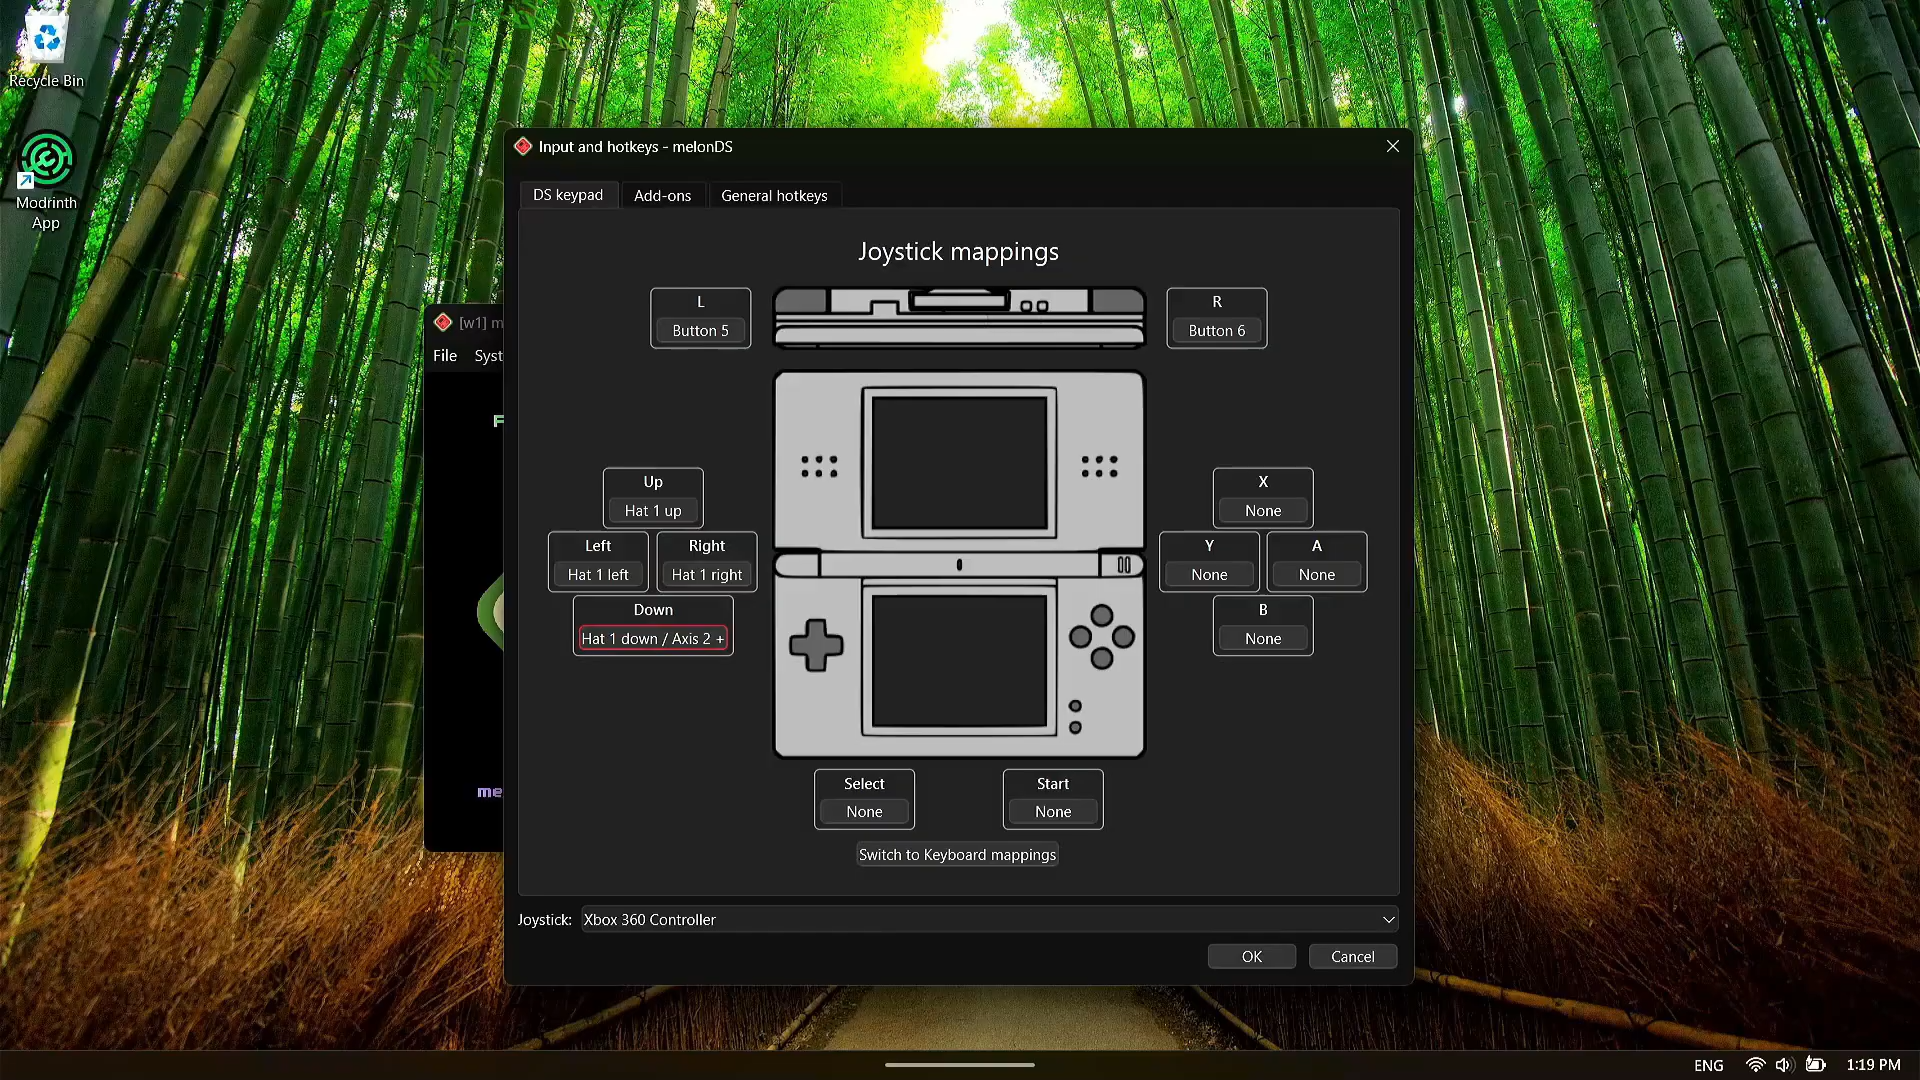 Recycle Bin
Modrinth
App
[w1] m
File Syst
F
me
Input and hotkeys - melonDS
DS keypad Add-ons General hotkeys
Joystick mappings
L
Button 5
R
Button 6
Up
Hat 1 up
Left
Hat 1 left
Right
Hat 1 right
Down
Hat 1 down / Axis 2 +
X
None
Y
None
A
None
B
None
Select
None
Start
None
Switch to Keyboard mappings
Joystick: Xbox 360 Controller
OK Cancel
ENG 1:19 PM